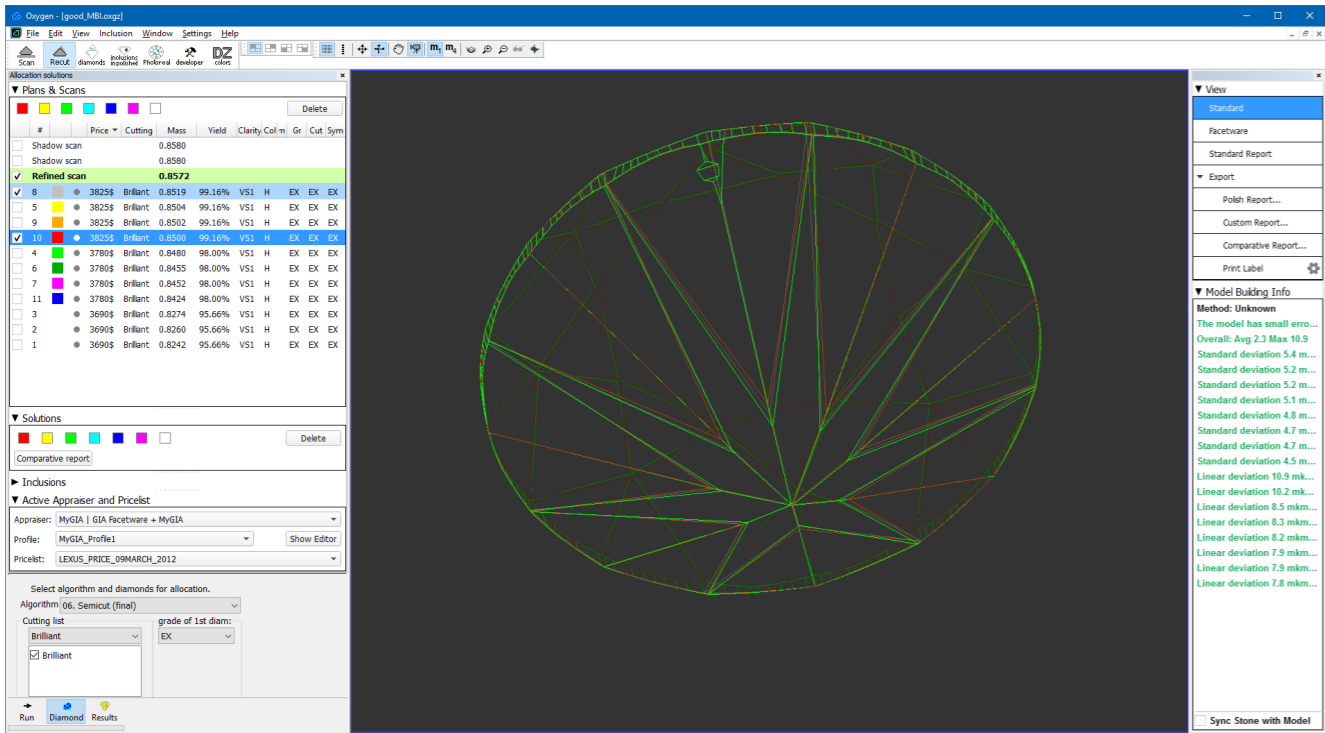 Oxygen - [good_MBI.oxgz]
File Edit View Inclusion Window Settings Help
Scan Recut diamonds inclusions inpolished Photoreal developer DZ colors m1 m4
Allocation solutions
Plans & Scans
Delete
# Price Cutting Mass Yield Clarity Col m Gr Cut Sym
Shadow scan 0.8580
Shadow scan 0.8580
Refined scan 0.8572
8 3825$ Brilliant 0.8519 99.16% VS1 H EX EX EX
5 3825$ Brilliant 0.8504 99.16% VS1 H EX EX EX
9 3825$ Brilliant 0.8502 99.16% VS1 H EX EX EX
10 3825$ Brilliant 0.8500 99.16% VS1 H EX EX EX
4 3780$ Brilliant 0.8480 98.00% VS1 H EX EX EX
6 3780$ Brilliant 0.8455 98.00% VS1 H EX EX EX
7 3780$ Brilliant 0.8452 98.00% VS1 H EX EX EX
11 3780$ Brilliant 0.8424 98.00% VS1 H EX EX EX
3 3690$ Brilliant 0.8274 95.66% VS1 H EX EX EX
2 3690$ Brilliant 0.8260 95.66% VS1 H EX EX EX
1 3690$ Brilliant 0.8242 95.66% VS1 H EX EX EX
Solutions
Delete
Comparative report
Inclusions
Active Appraiser and Pricelist
Appraiser: MyGIA | GIA Facetware + MyGIA
Profile: MyGIA_Profile1 Show Editor
Pricelist: LEXUS_PRICE_09MARCH_2012
Select algorithm and diamonds for allocation.
Algorithm 06. Semicut (final)
Cutting list grade of 1st diam:
Brilliant EX
Brilliant
Run Diamond Results
View
Standard
Facetware
Standard Report
Export
Polish Report...
Custom Report...
Comparative Report...
Print Label
Model Building Info
Method: Unknown
The model has small erro...
Overall: Avg 2.3 Max 10.9
Standard deviation 5.4 m...
Standard deviation 5.2 m...
Standard deviation 5.2 m...
Standard deviation 5.1 m...
Standard deviation 4.8 m...
Standard deviation 4.7 m...
Standard deviation 4.7 m...
Standard deviation 4.5 m...
Linear deviation 10.9 mk...
Linear deviation 10.2 mk...
Linear deviation 8.5 mkm...
Linear deviation 8.3 mkm...
Linear deviation 8.2 mkm...
Linear deviation 7.9 mkm...
Linear deviation 7.9 mkm...
Linear deviation 7.8 mkm...
Sync Stone with Model